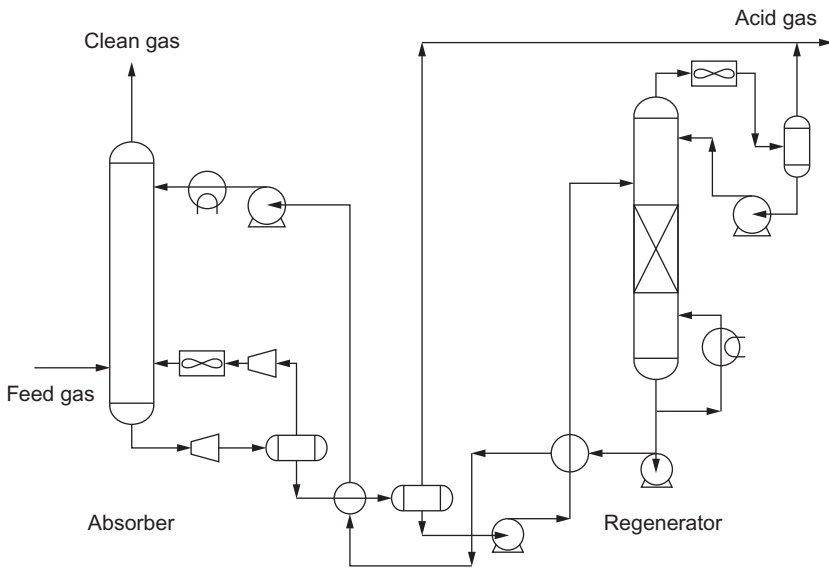 Acid gas
Clean gas
Feed gas
Absorber
Regenerator